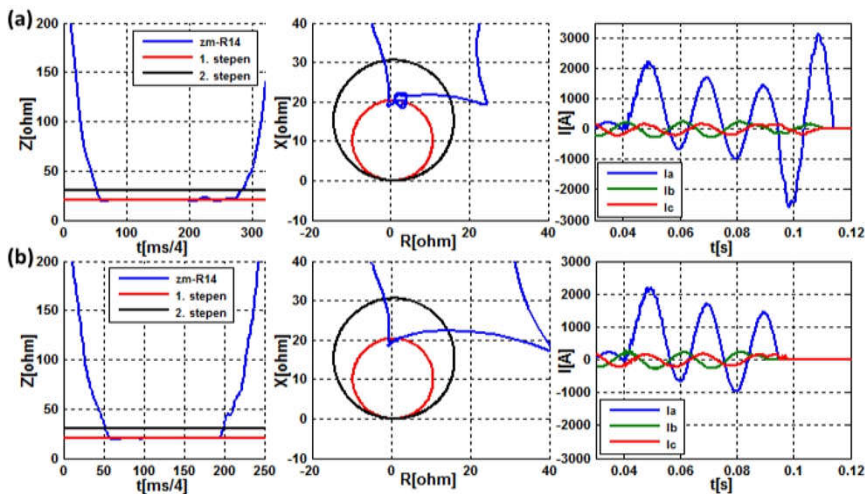 (a)
200
150
100
50
0
Z[ohm]
0 100 200 300
t[ms/4]
zm-R14
1. stepen
2. stepen
40
30
20
10
0
-10
X[ohm]
-20 0 20 40
R[ohm]
3000
2000
1000
0
-1000
-2000
-3000
I[A]
0.04 0.06 0.08 0.1 0.12
t[s]
Ia
Ib
Ic
(b)
200
150
100
50
0
Z[ohm]
0 50 100 150 200 250
t[ms/4]
zm-R14
1. stepen
2. stepen
40
30
20
10
0
-10
X[ohm]
-20 0 20 40
R[ohm]
3000
2000
1000
0
-1000
-2000
-3000
I[A]
0.04 0.06 0.08 0.1 0.12
t[s]
Ia
Ib
Ic